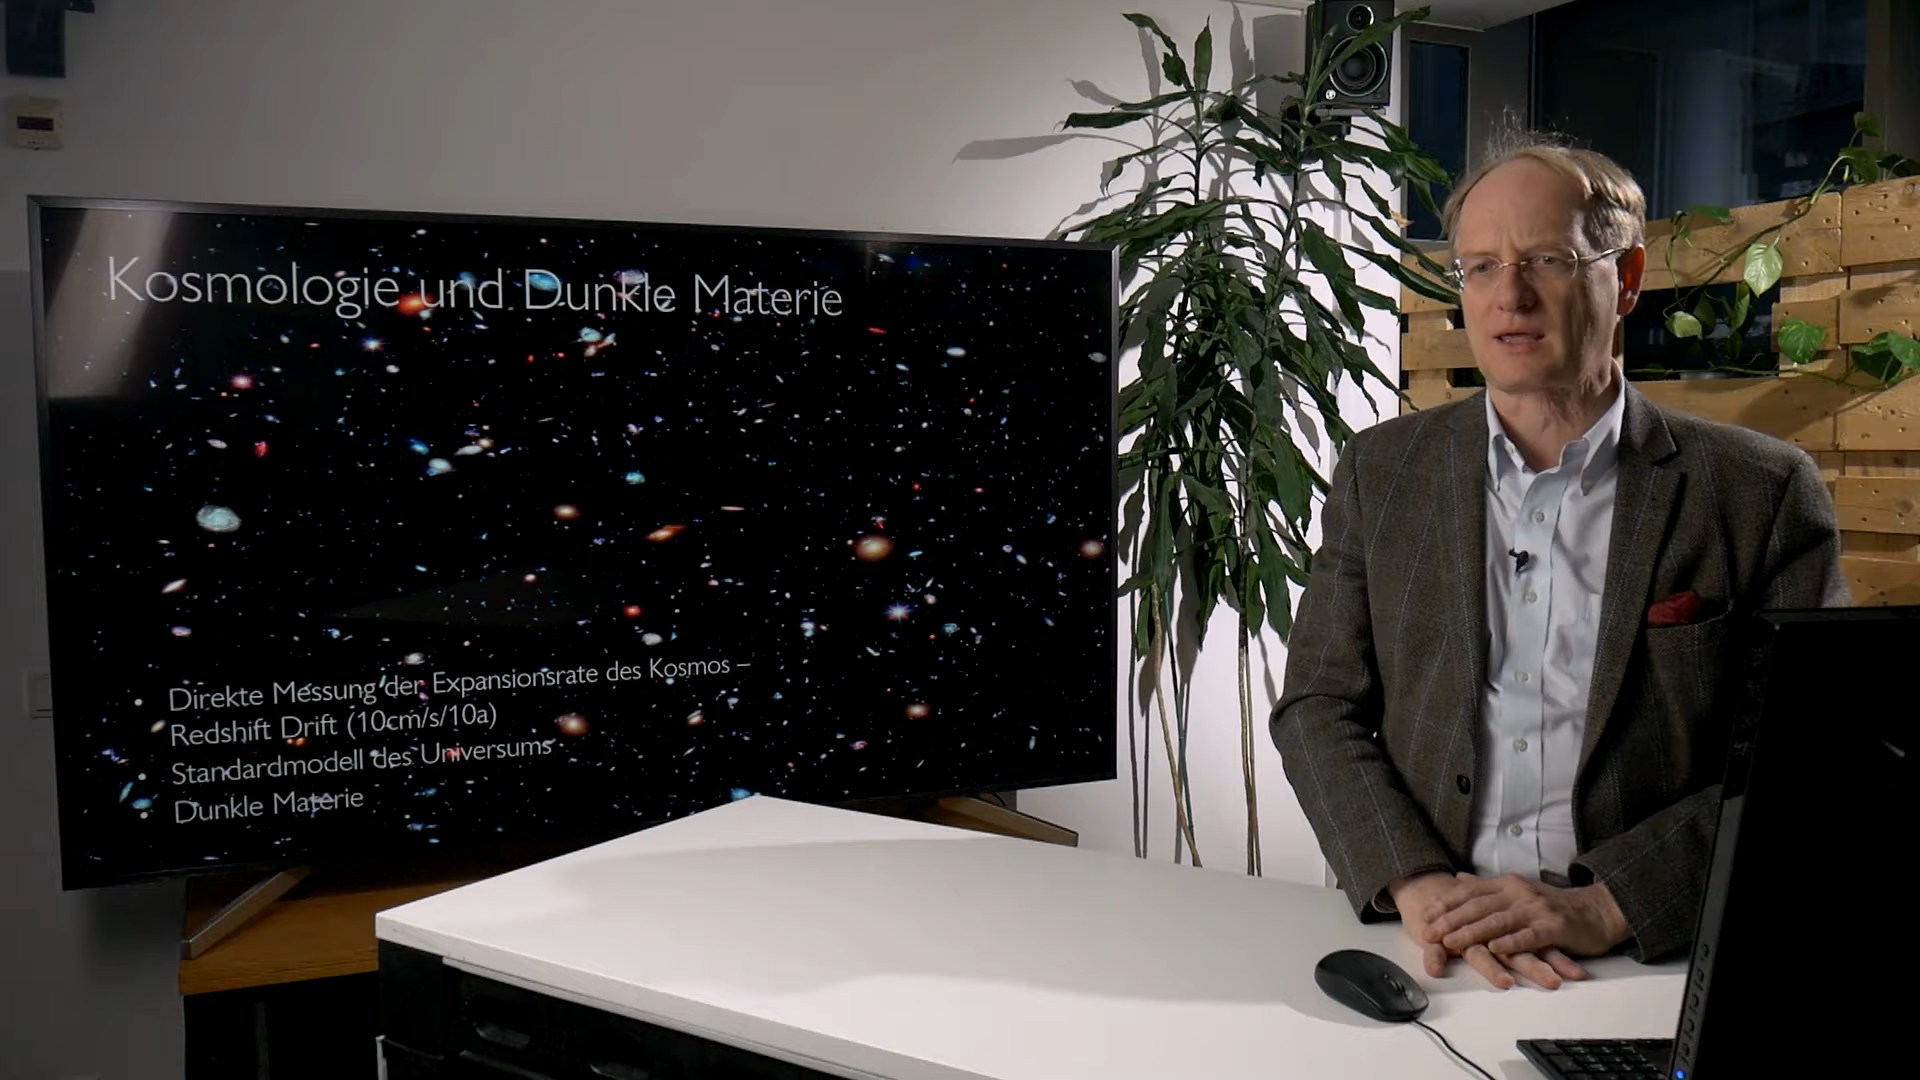 Kosmologie und Dunkle Materie
• Direkte Messung der Expansionsrate des Kosmos –
Redshift Drift (10cm/s/10a)
• Standardmodell des Universums
• Dunkle Materie